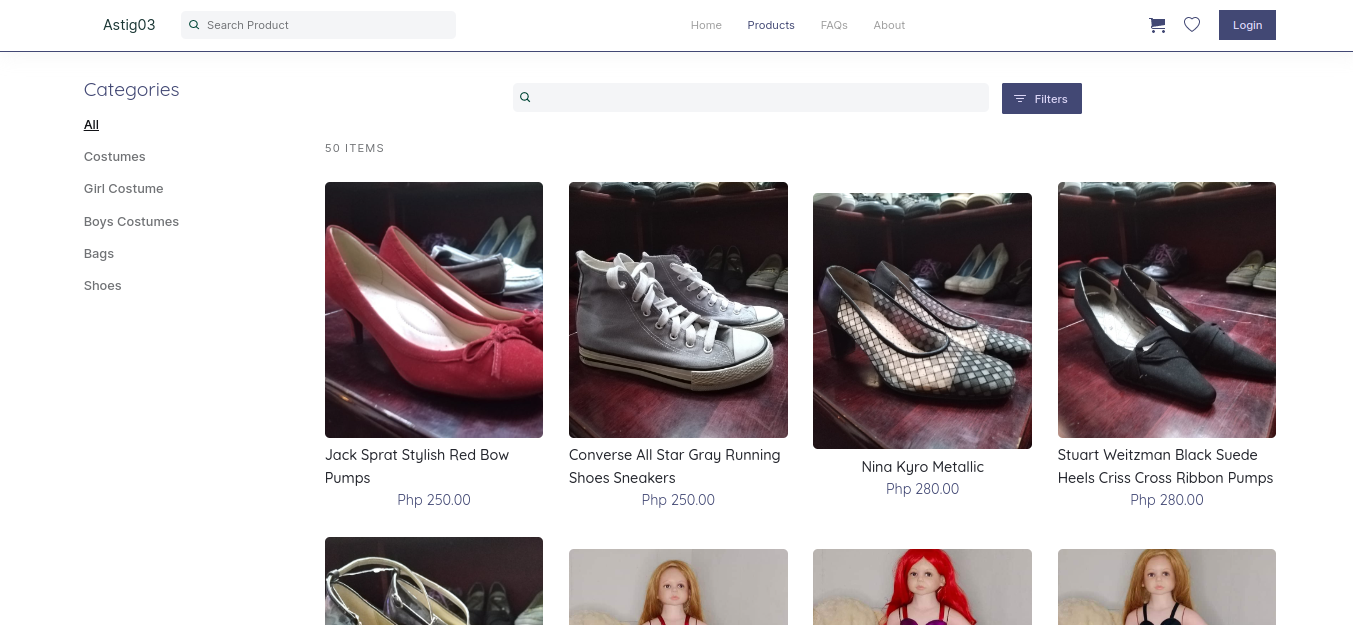 Astig03
Search Product
Home
Products
FAQs
About
Login
Categories
All
Costumes
Girl Costume
Boys Costumes
Bags
Shoes
Filters
50 ITEMS
Jack Sprat Stylish Red Bow
Pumps
Php 250.00
Converse All Star Gray Running
Shoes Sneakers
Php 250.00
Nina Kyro Metallic
Php 280.00
Stuart Weitzman Black Suede
Heels Criss Cross Ribbon Pumps
Php 280.00